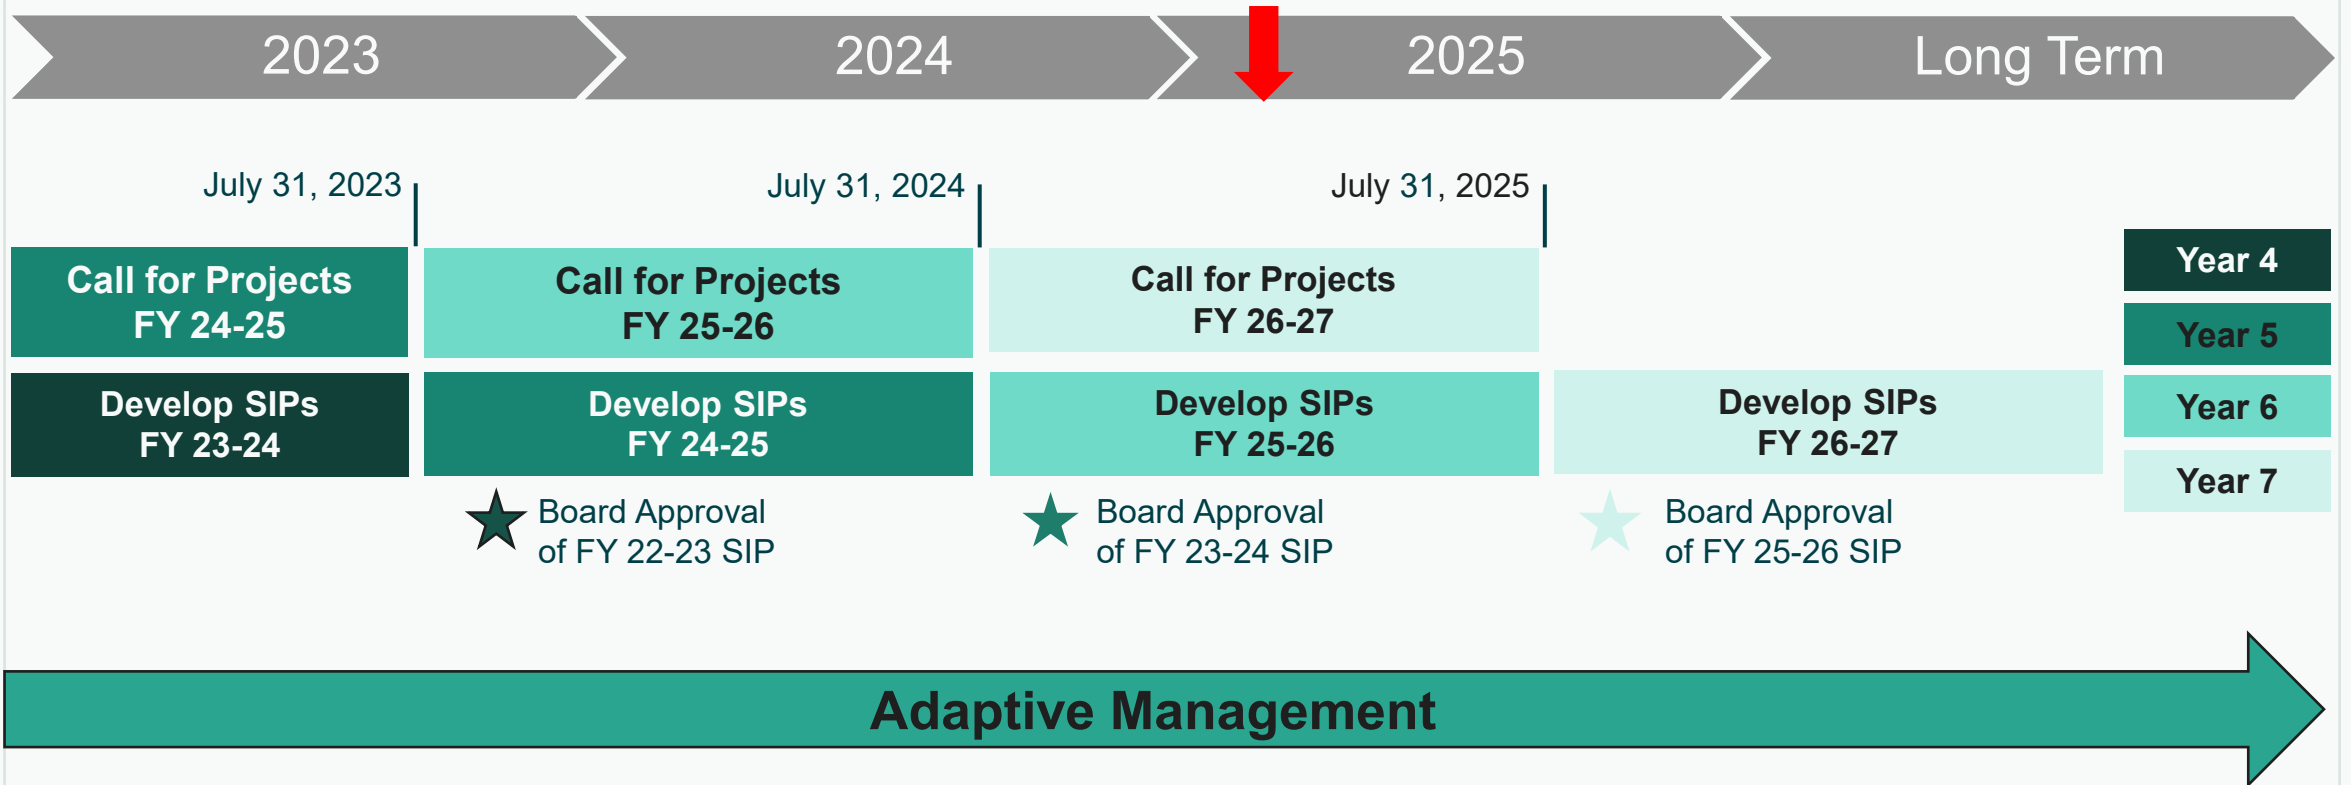 2023
2024
2025
Long Term
July 31, 2023
July 31, 2024
July 31, 2025
Call for Projects
FY 24-25
Call for Projects
FY 25-26
Call for Projects
FY 26-27
Develop SIPs
FY 23-24
Develop SIPs
FY 24-25
Develop SIPs
FY 25-26
Develop SIPs
FY 26-27
Year 4
Year 5
Year 6
Year 7
Board Approval
of FY 22-23 SIP
Board Approval
of FY 23-24 SIP
Board Approval
of FY 25-26 SIP
Adaptive Management